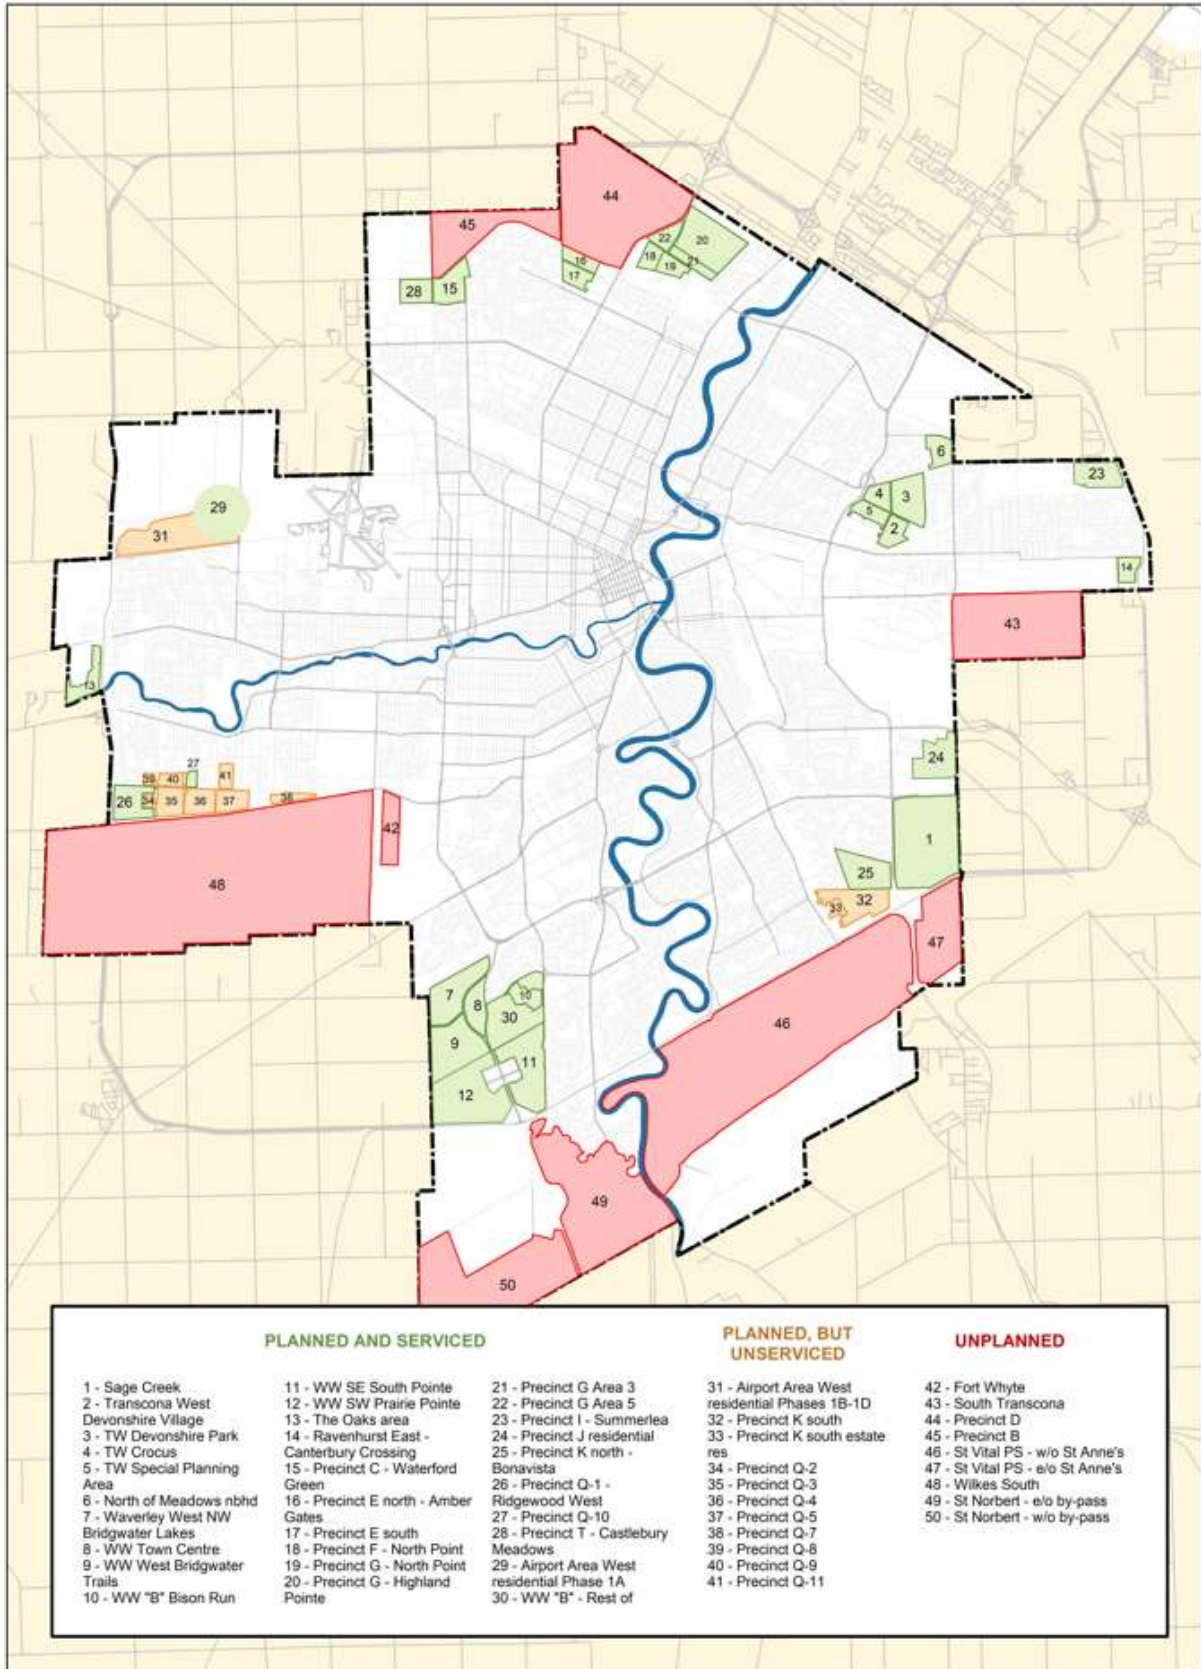 44
45
22
20
18
19
21
16
17
28
15
6
23
4
3
5
2
29
31
14
43
13
24
27
41
39
40
26
34
35
36
37
38
42
1
48
25
33
32
47
7
8
10
30
46
9
11
12
49
50
PLANNED AND SERVICED
1 - Sage Creek
2 - Transcona West
Devonshire Village
3 - TW Devonshire Park
4 - TW Crocus
5 - TW Special Planning
Area
6 - North of Meadows nbhd
7 - Waverley West NW
Bridgwater Lakes
8 - WW Town Centre
9 - WW West Bridgwater
Trails
10 - WW "B" Bison Run
11 - WW SE South Pointe
12 - WW SW Prairie Pointe
13 - The Oaks area
14 - Ravenhurst East -
Canterbury Crossing
15 - Precinct C - Waterford
Green
16 - Precinct E north - Amber
Gates
17 - Precinct E south
18 - Precinct F - North Point
19 - Precinct G - North Point
20 - Precinct G - Highland
Pointe
21 - Precinct G Area 3
22 - Precinct G Area 5
23 - Precinct I - Summerlea
24 - Precinct J residential
25 - Precinct K north -
Bonavista
26 - Precinct Q-1 -
Ridgewood West
27 - Precinct Q-10
28 - Precinct T - Castlebury
Meadows
29 - Airport Area West
residential Phase 1A
30 - WW "B" - Rest of
PLANNED, BUT
UNSERVICED
31 - Airport Area West
residential Phases 1B-1D
32 - Precinct K south
33 - Precinct K south estate
res
34 - Precinct Q-2
35 - Precinct Q-3
36 - Precinct Q-4
37 - Precinct Q-5
38 - Precinct Q-7
39 - Precinct Q-8
40 - Precinct Q-9
41 - Precinct Q-11
UNPLANNED
42 - Fort Whyte
43 - South Transcona
44 - Precinct D
45 - Precinct B
46 - St Vital PS - w/o St Anne's
47 - St Vital PS - e/o St Anne's
48 - Wilkes South
49 - St Norbert - e/o by-pass
50 - St Norbert - w/o by-pass